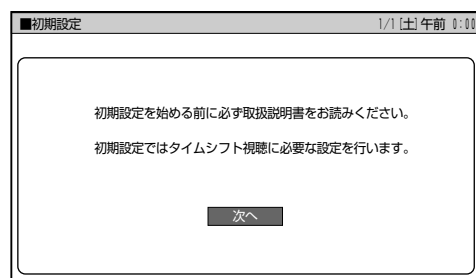 ■初期設定 1/1[土]午前 0:00
初期設定を始める前に必ず取扱説明書をお読みください。
初期設定ではタイムシフト視聴に必要な設定を行います。
次へ